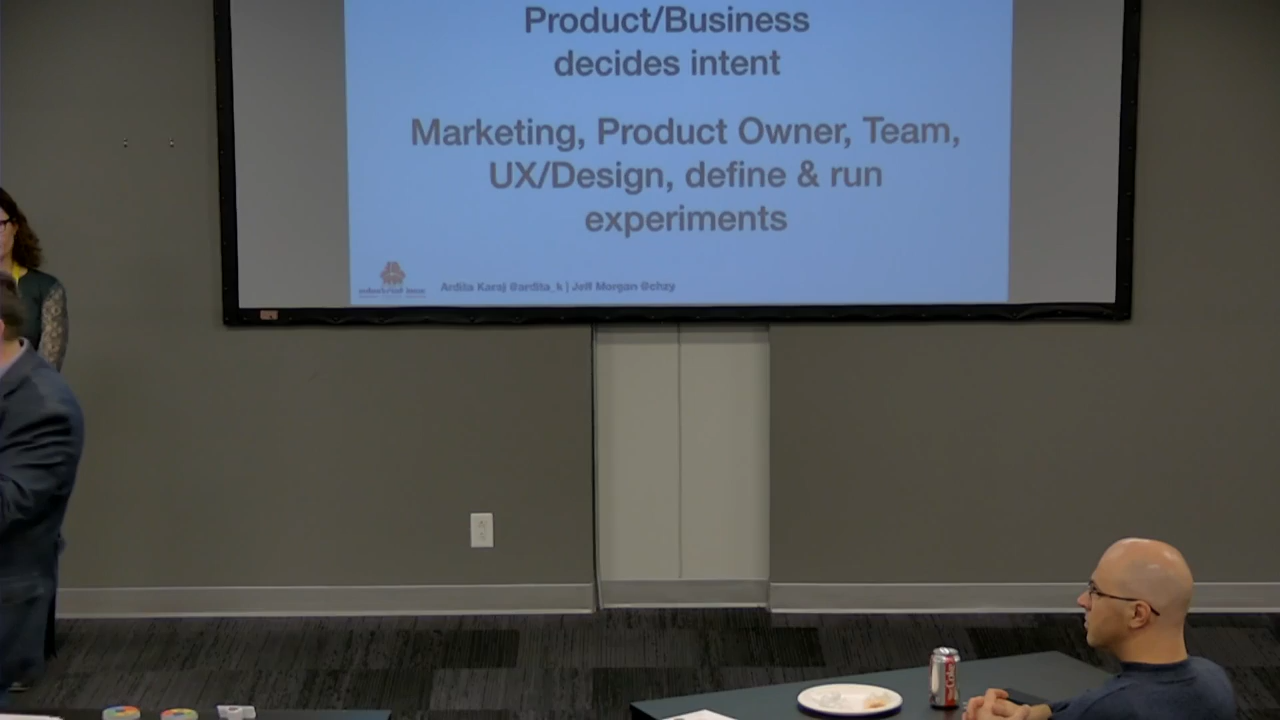 Product/Business
decides intent
Marketing, Product Owner, Team,
UX/Design, define & run
experiments
Ardita Karaj @ardita_k | Jeff Morgan @chzy